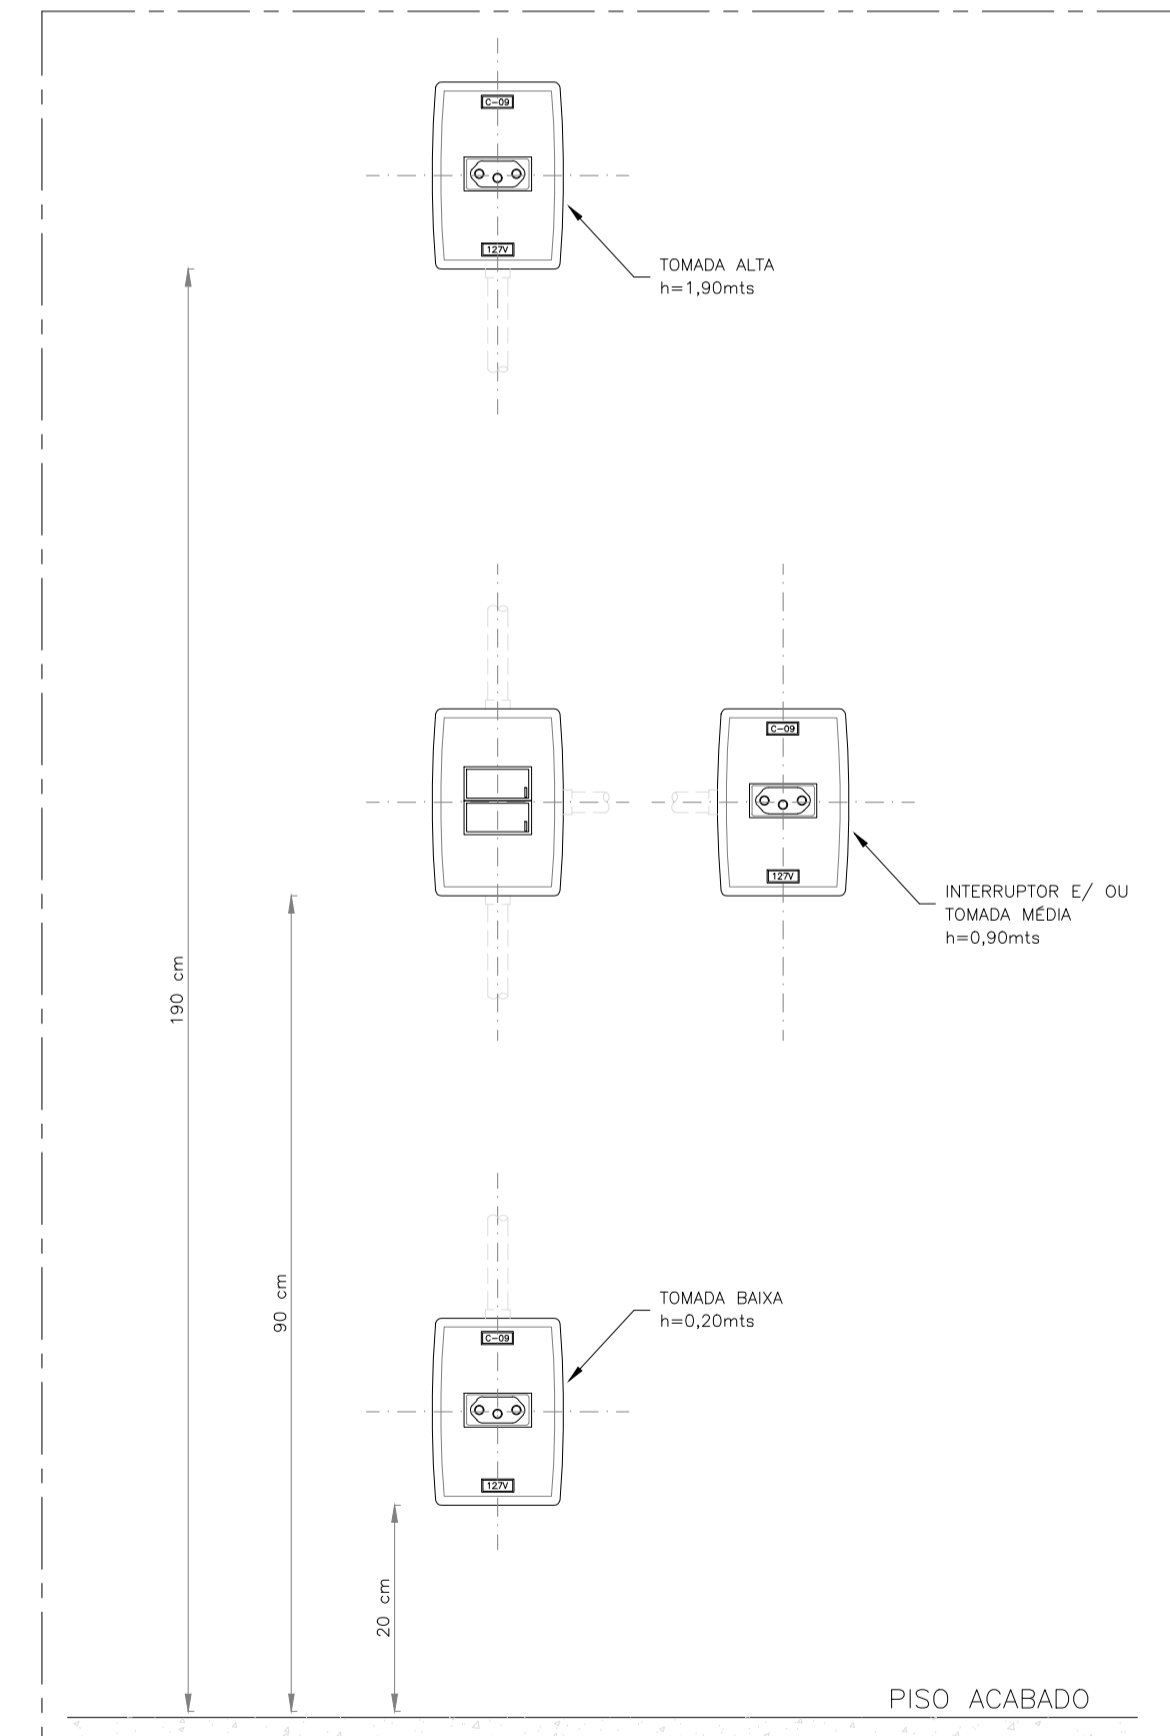 C-09
127V
TOMADA ALTA
h=1,90mts
C-09
127V
INTERRUPTOR E/ OU
TOMADA MÉDIA
h=0,90mts
190 cm
90 cm
TOMADA BAIXA
h=0,20mts
C-09
127V
20 cm
PISO ACABADO